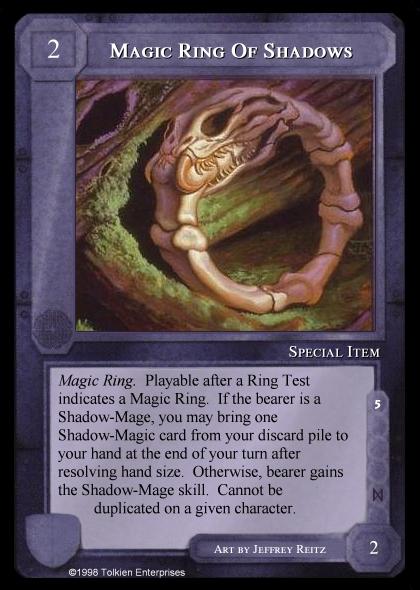 2
Magic Ring Of Shadows
Special Item
Magic Ring. Playable after a Ring Test
indicates a Magic Ring. If the bearer is a
Shadow-Mage, you may bring one
Shadow-Magic card from your discard pile to
your hand at the end of your turn after
resolving hand size. Otherwise, bearer gains
the Shadow-Mage skill. Cannot be
duplicated on a given character.
5
Art by Jeffrey Reitz
2
©1998 Tolkien Enterprises